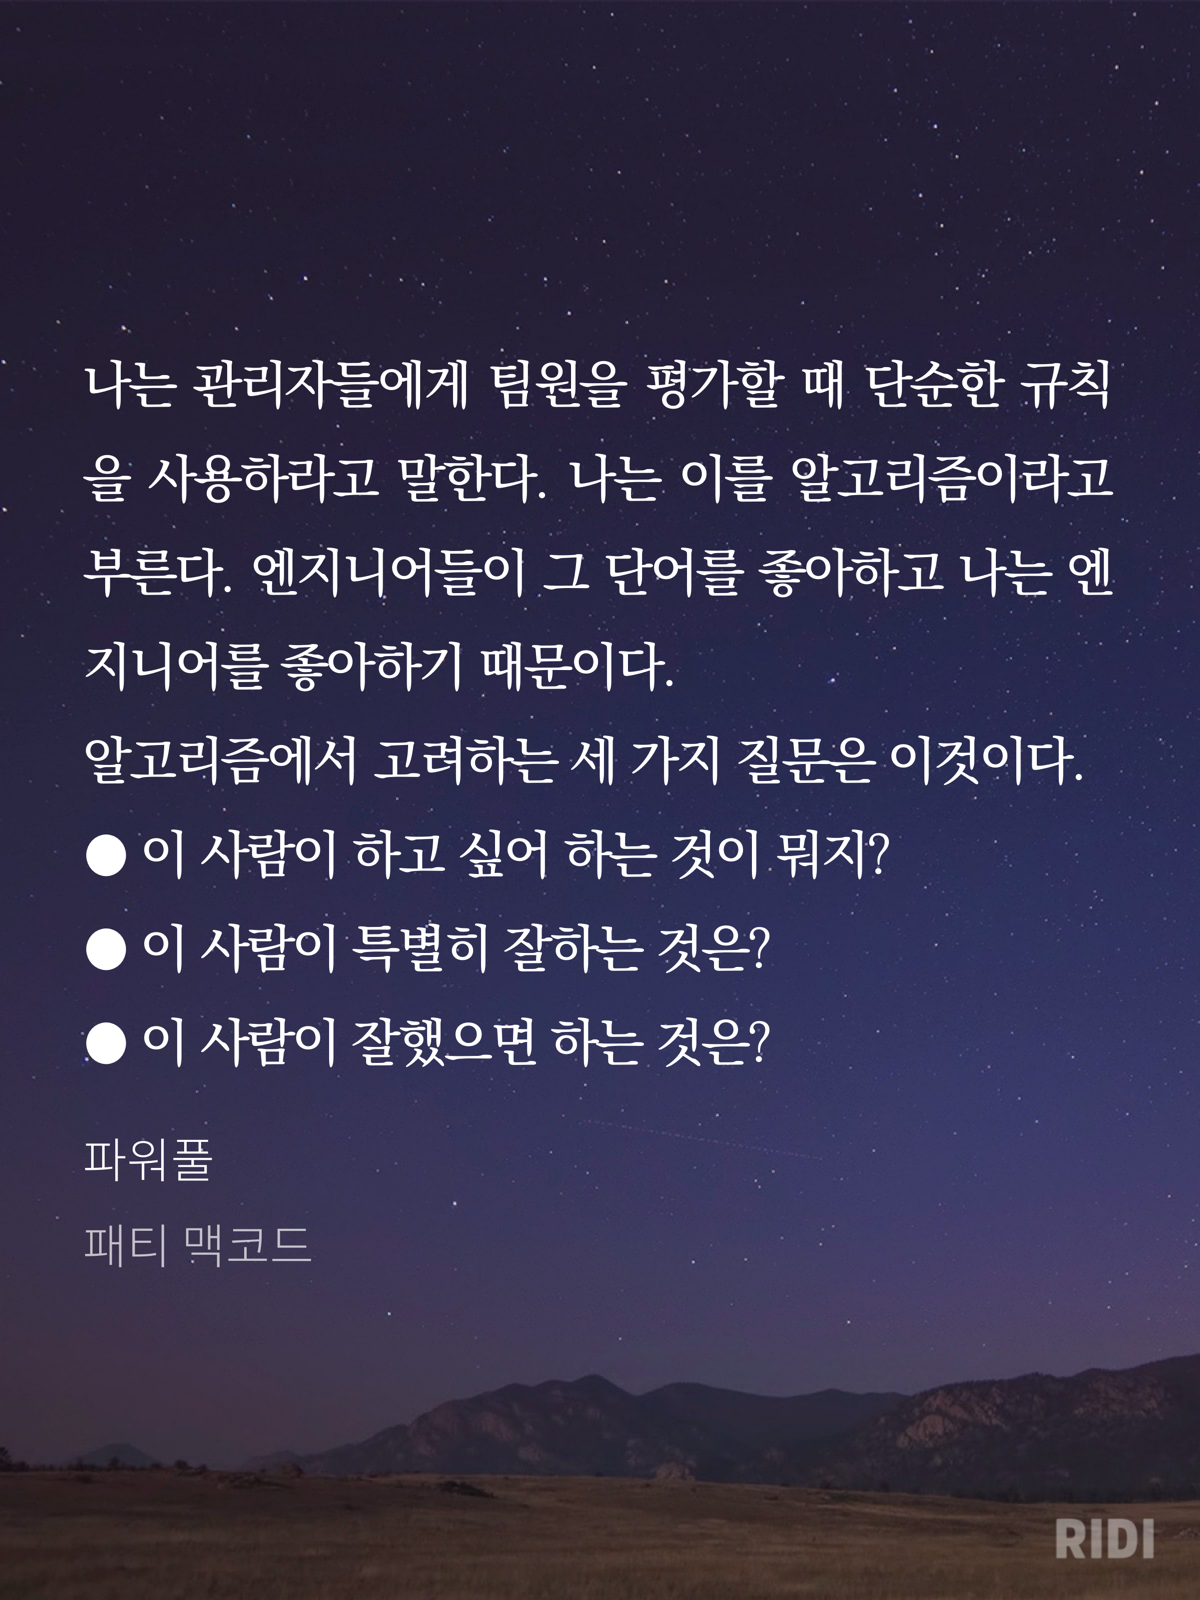 나는 관리자들에게 팀원을 평가할 때 단순한 규칙
을 사용하라고 말한다. 나는 이를 알고리즘이라고
부른다. 엔지니어들이 그 단어를 좋아하고 나는 엔
지니어를 좋아하기 때문이다.
알고리즘에서 고려하는 세 가지 질문은 이것이다.
● 이 사람이 하고 싶어 하는 것이 뭐지?
● 이 사람이 특별히 잘하는 것은?
● 이 사람이 잘했으면 하는 것은?
파워풀
패티 맥코드
RIDI